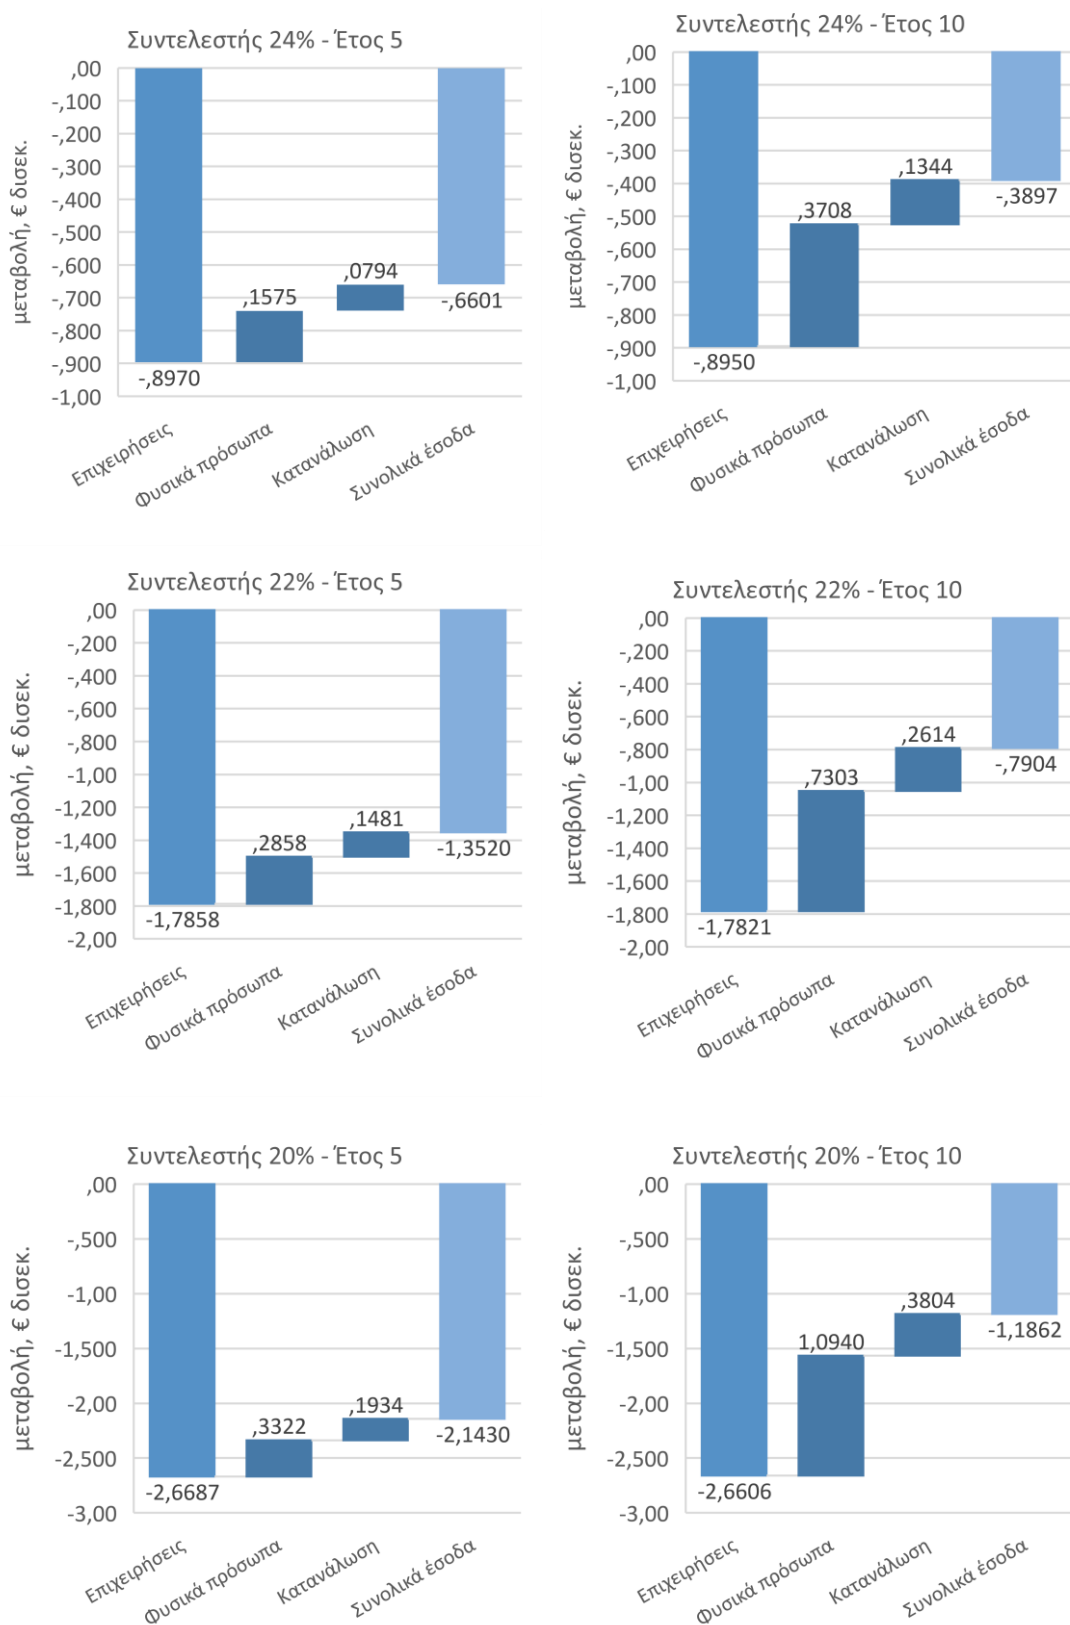 Συντελεστής 24% - Έτος 5
μεταβολή, € δισεκ.
,00
-,100
-,200
-,300
-,400
-,500
-,600
-,700
-,800
-,900
-1,00
-,8970
,1575
,0794
-,6601
Επιχειρήσεις
Φυσικά πρόσωπα
Κατανάλωση
Συνολικά έσοδα
Συντελεστής 24% - Έτος 10
μεταβολή, € δισεκ.
,00
-,100
-,200
-,300
-,400
-,500
-,600
-,700
-,800
-,900
-1,00
-,8950
,3708
,1344
-,3897
Επιχειρήσεις
Φυσικά πρόσωπα
Κατανάλωση
Συνολικά έσοδα
Συντελεστής 22% - Έτος 5
μεταβολή, € δισεκ.
,00
-,200
-,400
-,600
-,800
-1,00
-1,200
-1,400
-1,600
-1,800
-2,00
-1,7858
,2858
,1481
-1,3520
Επιχειρήσεις
Φυσικά πρόσωπα
Κατανάλωση
Συνολικά έσοδα
Συντελεστής 22% - Έτος 10
μεταβολή, € δισεκ.
,00
-,200
-,400
-,600
-,800
-1,00
-1,200
-1,400
-1,600
-1,800
-2,00
-1,7821
,7303
,2614
-,7904
Επιχειρήσεις
Φυσικά πρόσωπα
Κατανάλωση
Συνολικά έσοδα
Συντελεστής 20% - Έτος 5
μεταβολή, € δισεκ.
,00
-,500
-1,00
-1,500
-2,00
-2,500
-3,00
-2,6687
,3322
,1934
-2,1430
Επιχειρήσεις
Φυσικά πρόσωπα
Κατανάλωση
Συνολικά έσοδα
Συντελεστής 20% - Έτος 10
μεταβολή, € δισεκ.
,00
-,500
-1,00
-1,500
-2,00
-2,500
-3,00
-2,6606
1,0940
,3804
-1,1862
Επιχειρήσεις
Φυσικά πρόσωπα
Κατανάλωση
Συνολικά έσοδα